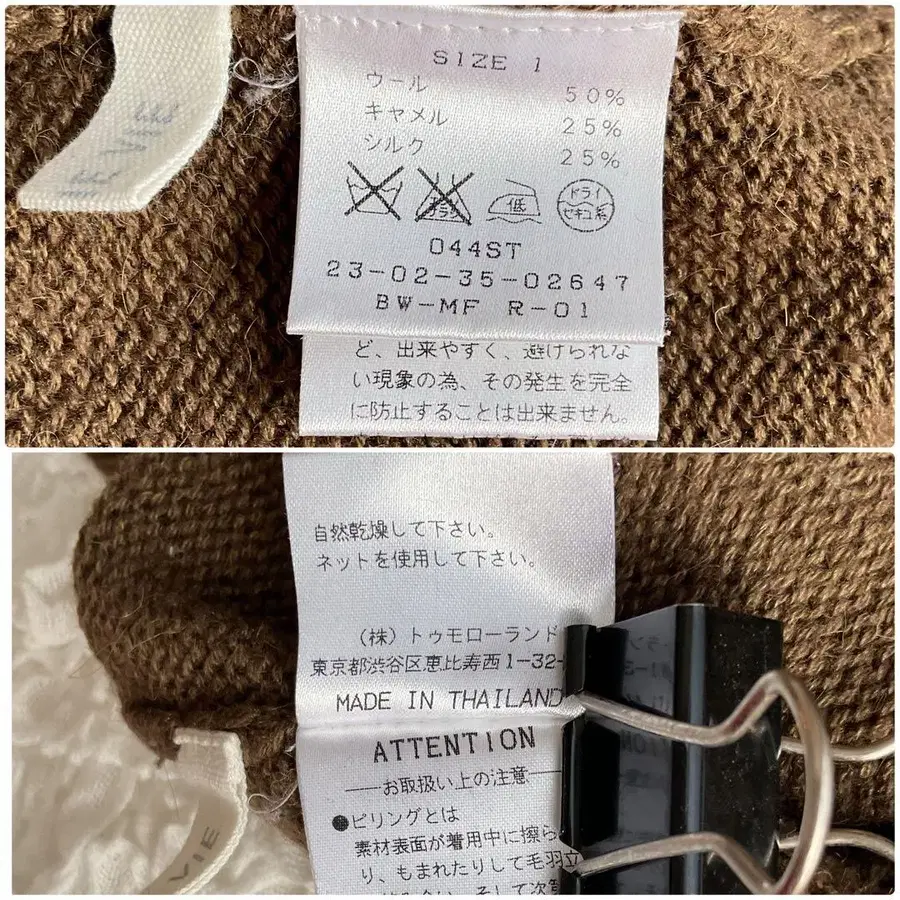 SIZE 1
ウール 50%
キャメル 25%
シルク 25%
低
ドライ
セキユ系
044ST
23-02-35-02647
BW-MF R-01
ど、出来やすく、避けられな
い現象の為、その発生を完全
に防止することは出来ません。
自然乾燥して下さい。
ネットを使用して下さい。
(株)トゥモローランド
東京都渋谷区恵比寿西1-32-
MADE IN THAILAND
ATTENTION
お取扱い上の注意
●ピリングとは
素材表面が着用中に擦ら
り、もまれたりして毛羽立
VIE